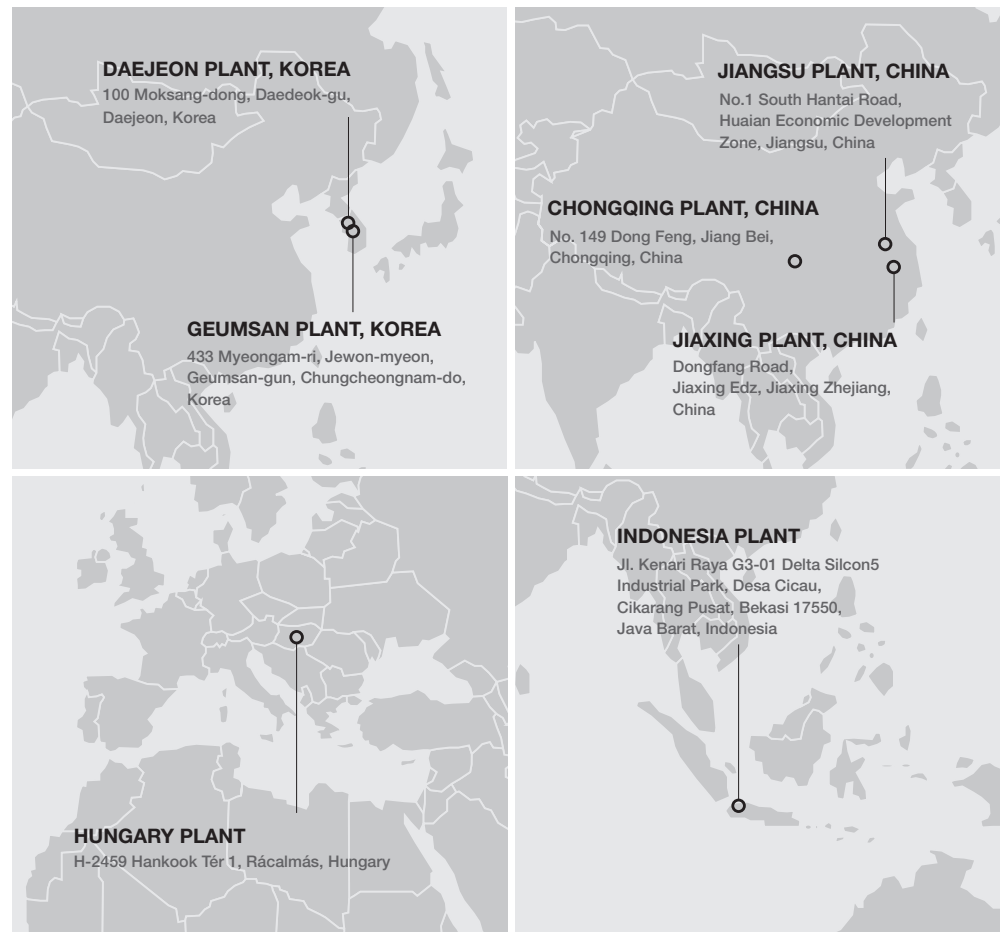 DAEJEON PLANT, KOREA
100 Moksang-dong, Daedeok-gu,
Daejeon, Korea
GEUMSAN PLANT, KOREA
433 Myeongam-ri, Jewon-myeon,
Geumsan-gun, Chungcheongnam-do,
Korea
JIANGSU PLANT, CHINA
No.1 South Hantai Road,
Huaian Economic Development
Zone, Jiangsu, China
CHONGQING PLANT, CHINA
No. 149 Dong Feng, Jiang Bei,
Chongqing, China
JIAXING PLANT, CHINA
Dongfang Road,
Jiaxing Edz, Jiaxing Zhejiang,
China
HUNGARY PLANT
H-2459 Hankook Tér 1, Rácalmás, Hungary
INDONESIA PLANT
Jl. Kenari Raya G3-01 Delta Silcon5
Industrial Park, Desa Cicau,
Cikarang Pusat, Bekasi 17550,
Java Barat, Indonesia